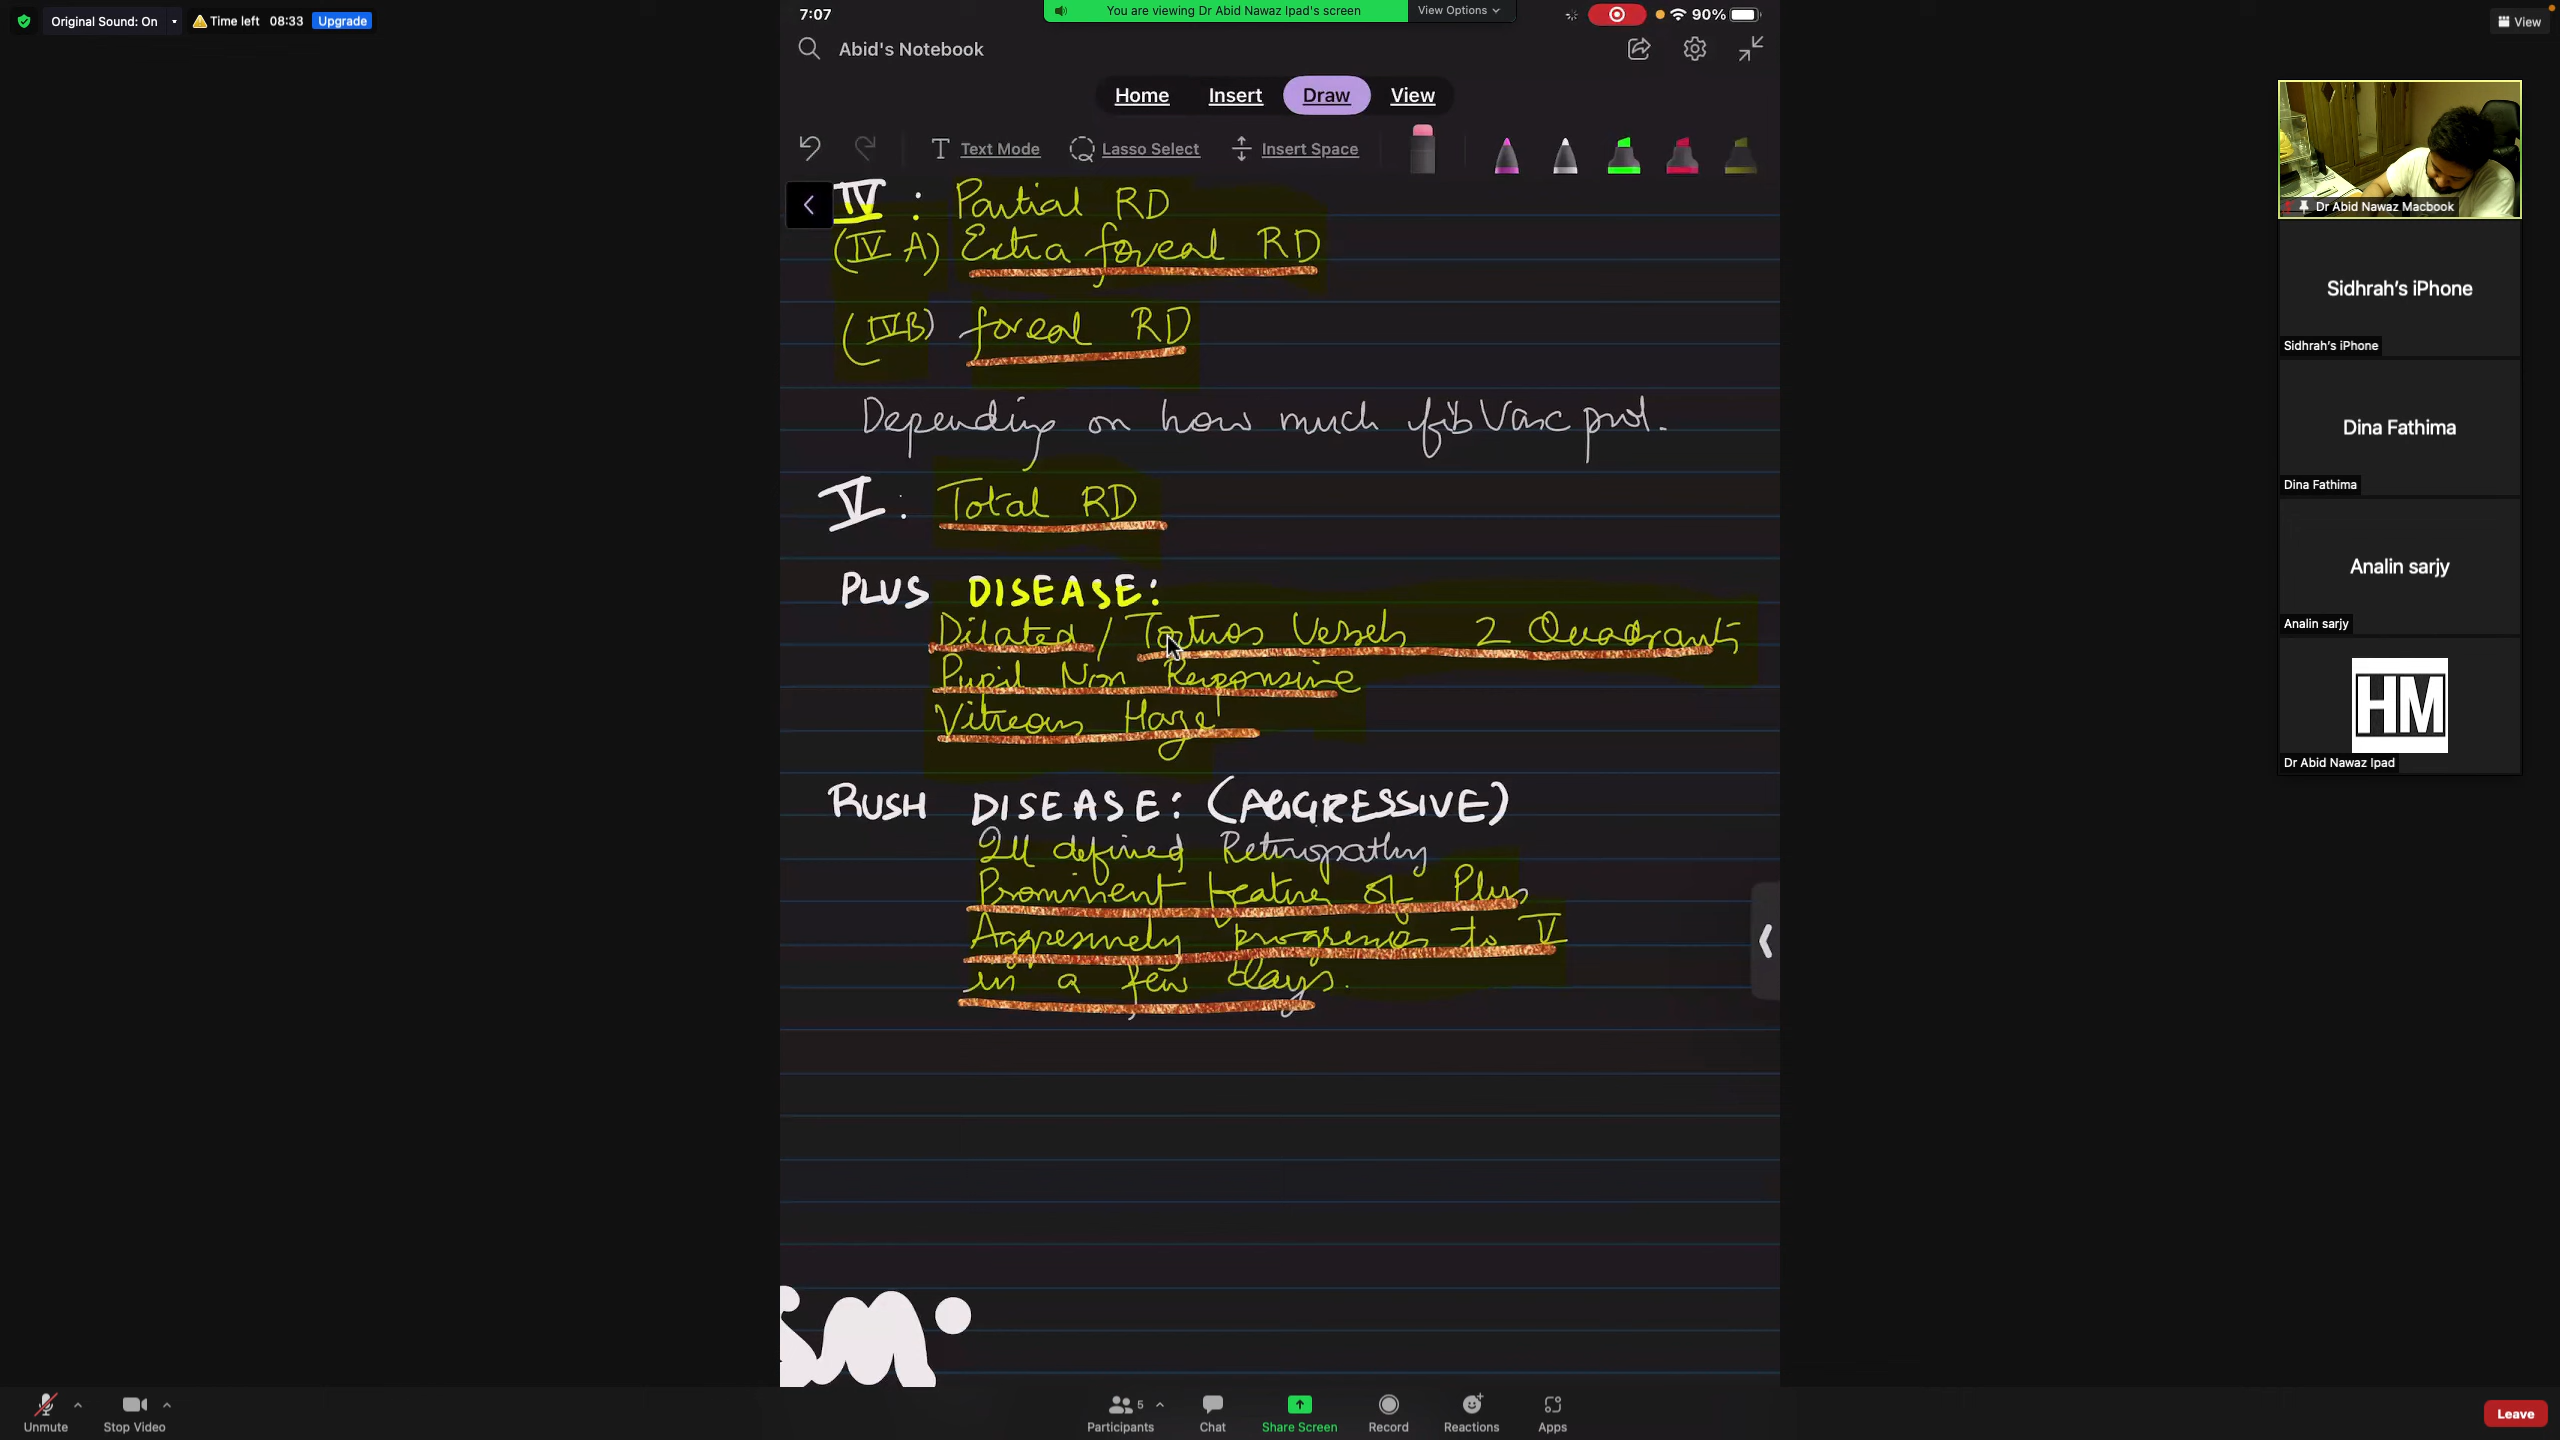 Original Sound: On
Time left 08:33 Upgrade
7:07
You are viewing Dr Abid Nawaz Ipad's screen
View Options
90%
View
Abid's Notebook
Home Insert Draw View
Text Mode Lasso Select Insert Space
IV : Partial RD
(IV A) Extra foveal RD
(IVB) foveal RD
Depending on how much fibVasc prol.
V : Total RD
PLUS DISEASE:
Dilated / Tortuos Vessels 2 Quadrants
Pupil Non Responsive
Vitreous Haze
RUSH DISEASE: (AGGRESSIVE)
Ill defined Retinopathy
Prominent feature of Plus
Aggressively progresses to V
in a few days.
SM.
Dr Abid Nawaz Macbook
Sidhrah's iPhone
Sidhrah's iPhone
Dina Fathima
Dina Fathima
Analin sarjy
Analin sarjy
HM
Dr Abid Nawaz Ipad
Unmute
Stop Video
5
Participants
Chat
Share Screen
Record
Reactions
Apps
Leave